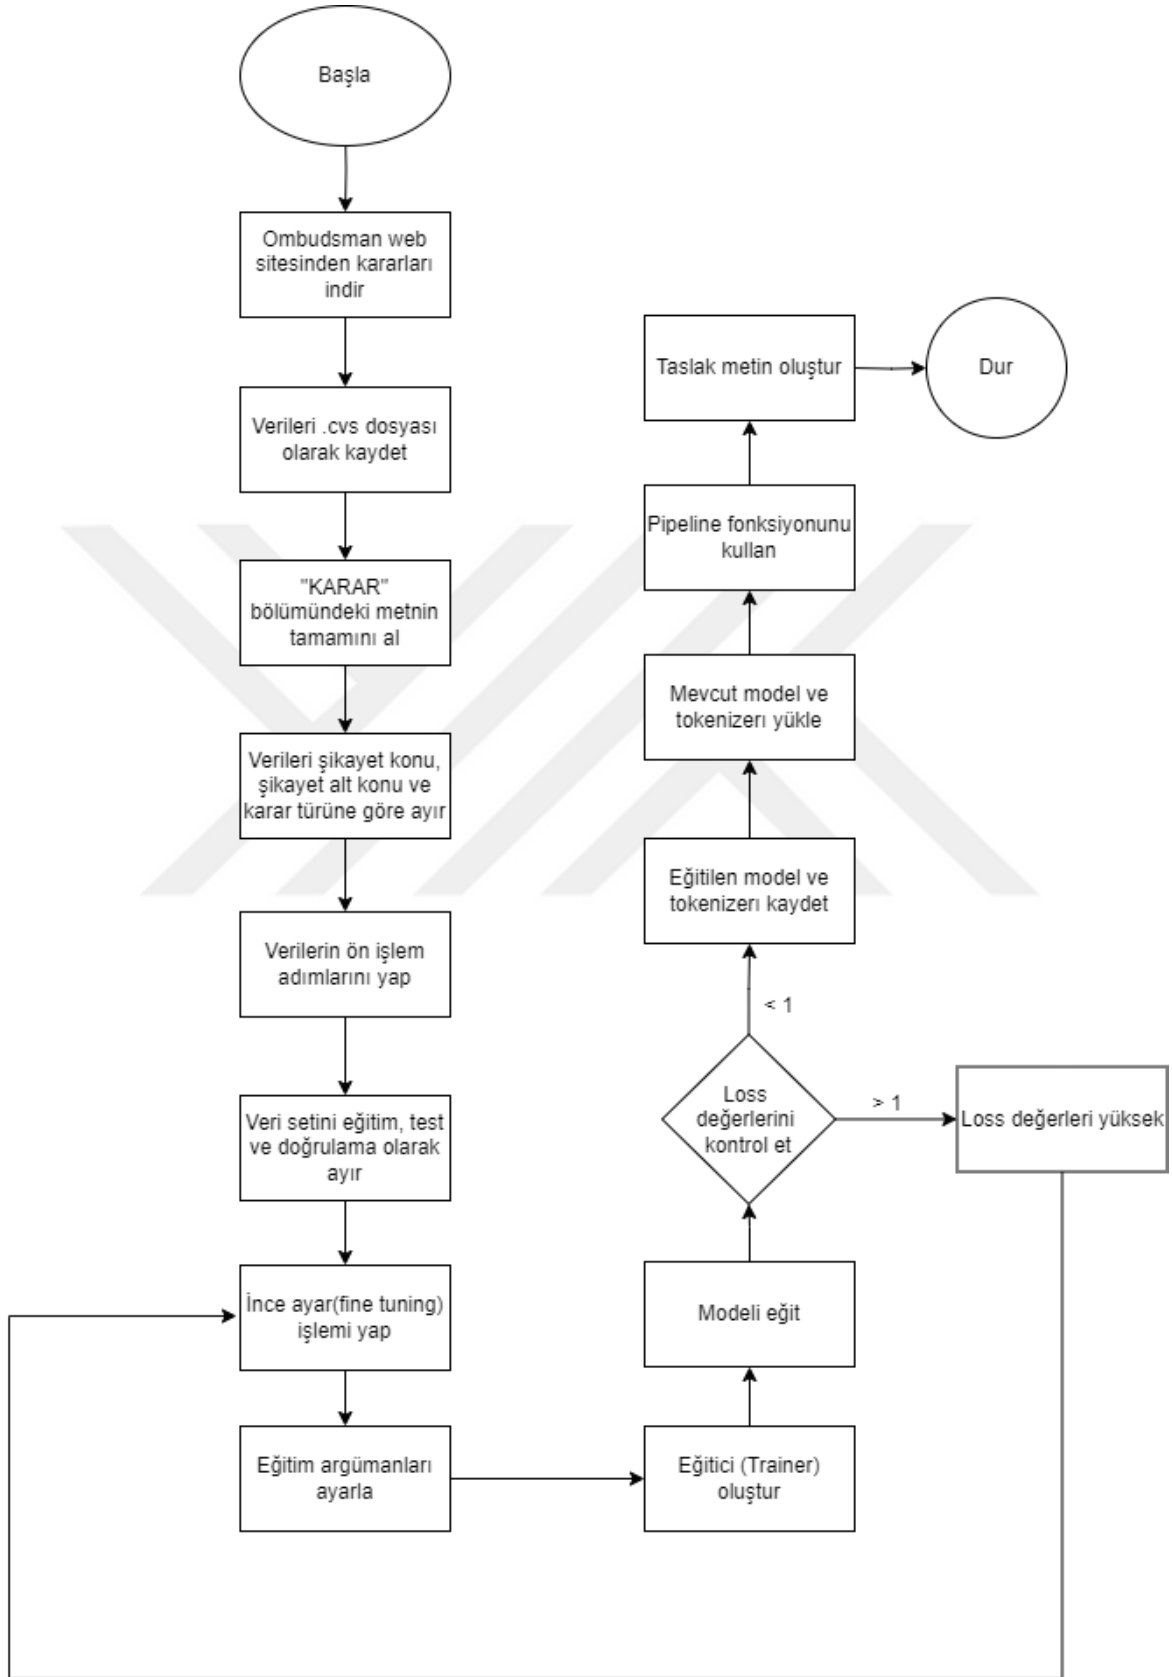 Başla
Ombudsman web
sitesinden kararları
indir
Verileri .cvs dosyası
olarak kaydet
"KARAR"
bölümündeki metnin
tamamını al
Verileri şikayet konu,
şikayet alt konu ve
karar türüne göre ayır
Verilerin ön işlem
adımlarını yap
Veri setini eğitim, test
ve doğrulama olarak
ayır
İnce ayar(fine tuning)
işlemi yap
Eğitim argümanları
ayarla
Eğitici (Trainer)
oluştur
Modeli eğit
Loss
değerlerini
kontrol et
> 1
Loss değerleri yüksek
< 1
Eğitilen model ve
tokenizerı kaydet
Mevcut model ve
tokenizerı yükle
Pipeline fonksiyonunu
kullan
Taslak metin oluştur
Dur